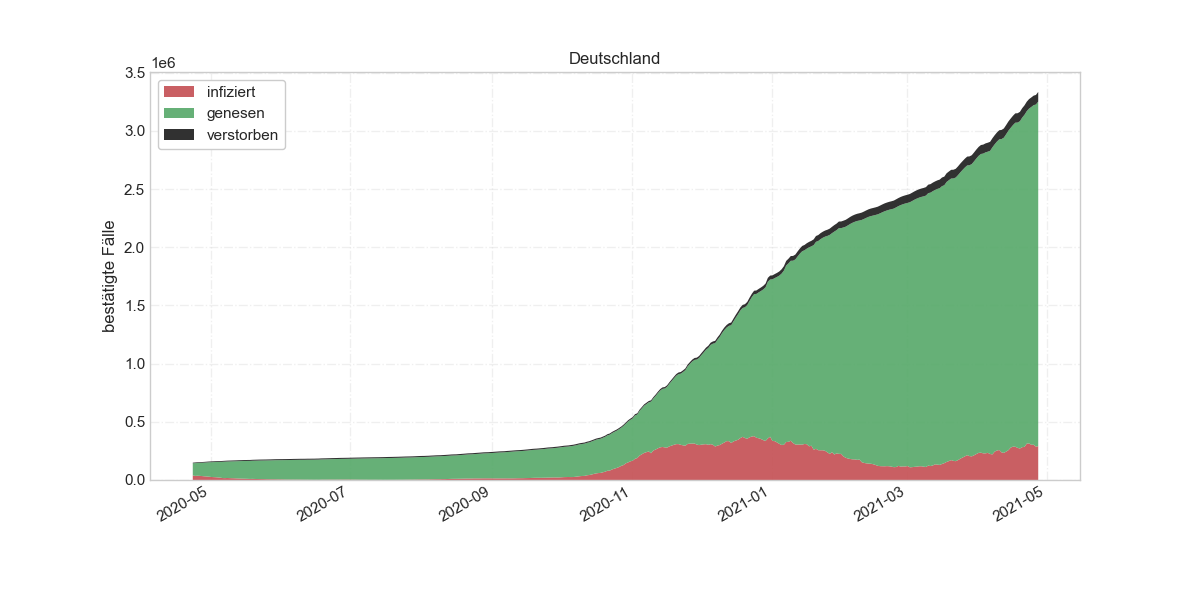 Deutschland
1e6
3.5
3.0
2.5
2.0
1.5
1.0
0.5
0.0
bestätigte Fälle
infiziert
genesen
verstorben
2020-05
2020-07
2020-09
2020-11
2021-01
2021-03
2021-05